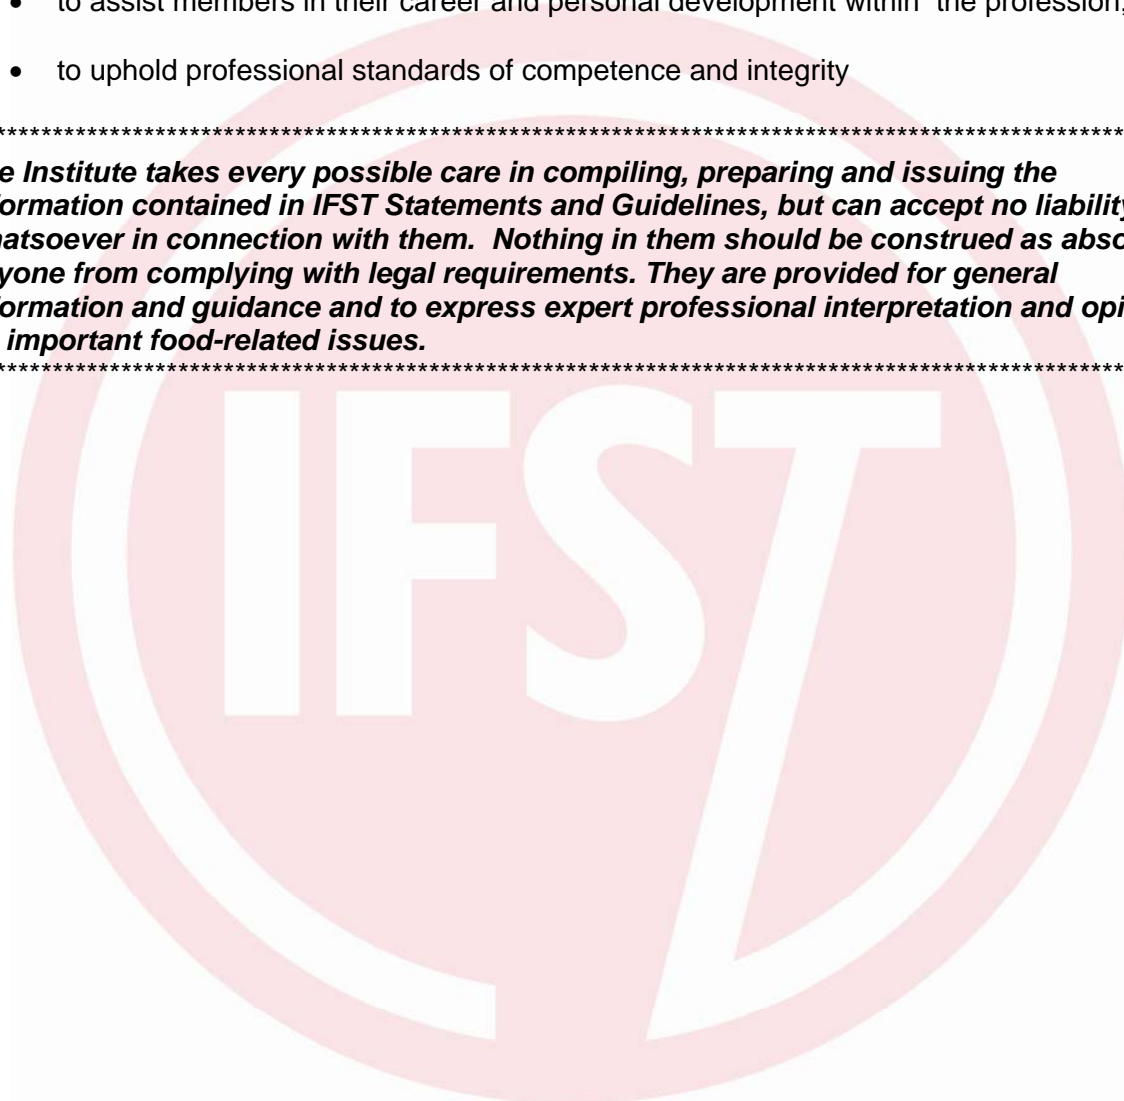 • to assist members in their career and personal development within the profession,
• to uphold professional standards of competence and integrity
**********************************************************************************************************
e Institute takes every possible care in compiling, preparing and issuing the
formation contained in IFST Statements and Guidelines, but can accept no liability
hatsoever in connection with them. Nothing in them should be construed as abso
yone from complying with legal requirements. They are provided for general
formation and guidance and to express expert professional interpretation and opi
important food-related issues.
**********************************************************************************************************
IFST